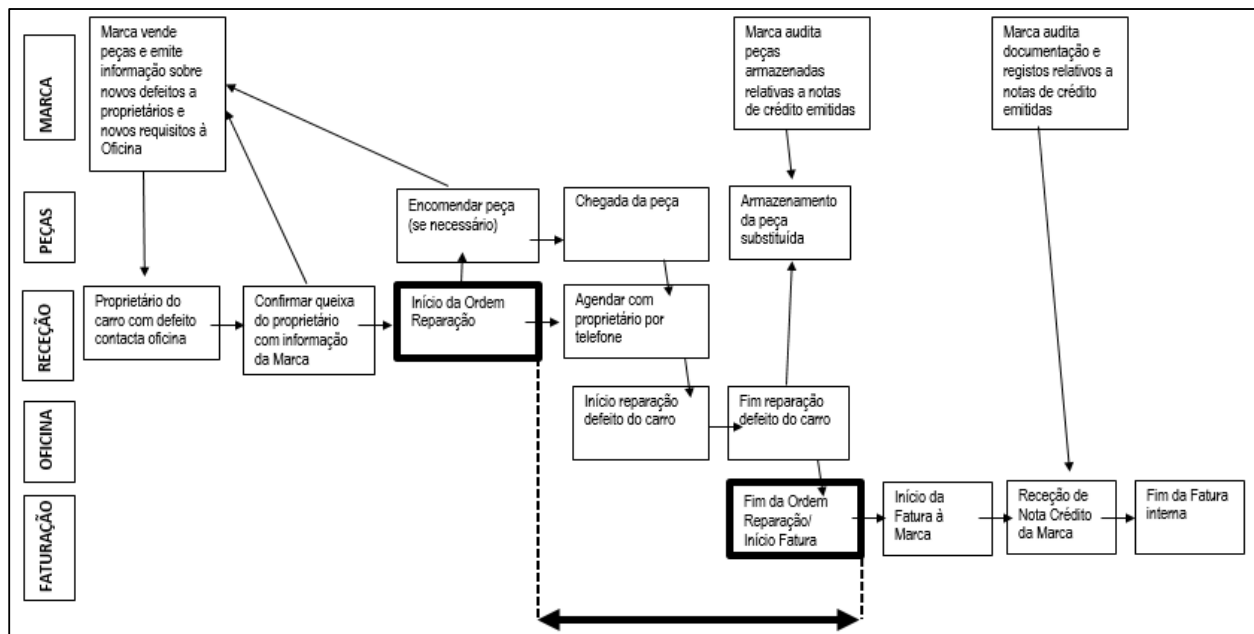 MARCA
Marca vende
peças e emite
informação sobre
novos defeitos a
proprietários e
novos requisitos à
Oficina
Marca audita
peças
armazenadas
relativas a notas
de crédito emitidas
Marca audita
documentação e
registos relativos a
notas de crédito
emitidas
PEÇAS
Encomendar peça
(se necessário)
Chegada da peça
Armazenamento
da peça
substituída
RECEÇÃO
Proprietário do
carro com defeito
contacta oficina
Confirmar queixa
do proprietário
com informação
da Marca
Início da Ordem
Reparação
Agendar com
proprietário por
telefone
OFICINA
Início reparação
defeito do carro
Fim reparação
defeito do carro
FATURAÇÃO
Fim da Ordem
Reparação/
Início Fatura
Início da
Fatura à
Marca
Receção de
Nota Crédito
da Marca
Fim da Fatura
interna